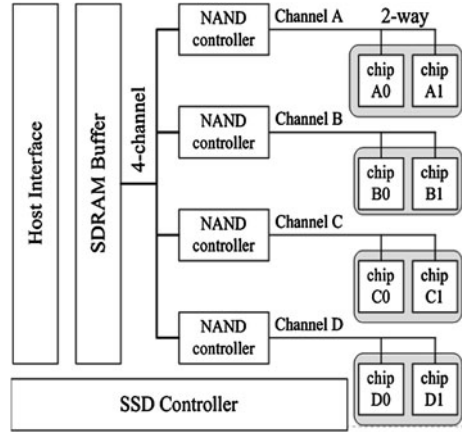 Host Interface
SDRAM Buffer
4-channel
NAND
controller
Channel A
2-way
chip
A0
chip
A1
NAND
controller
Channel B
chip
B0
chip
B1
NAND
controller
Channel C
chip
C0
chip
C1
NAND
controller
Channel D
chip
D0
chip
D1
SSD Controller